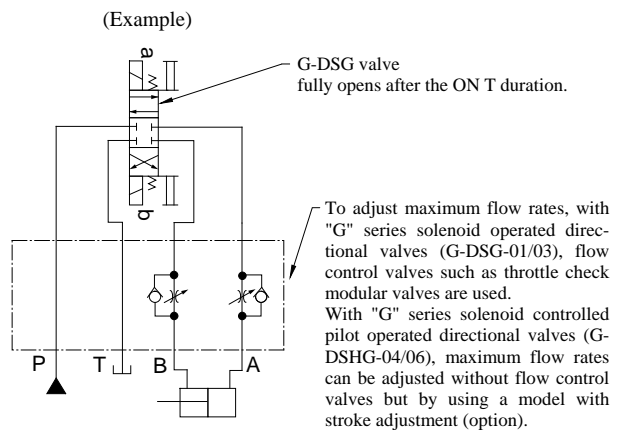 (Example)
a
G-DSG valve
fully opens after the ON T duration.
b
To adjust maximum flow rates, with
"G" series solenoid operated direc-
tional valves (G-DSG-01/03), flow
control valves such as throttle check
modular valves are used.
With "G" series solenoid controlled
pilot operated directional valves (G-
DSHG-04/06), maximum flow rates
can be adjusted without flow control
valves but by using a model with
stroke adjustment (option).
P T B A